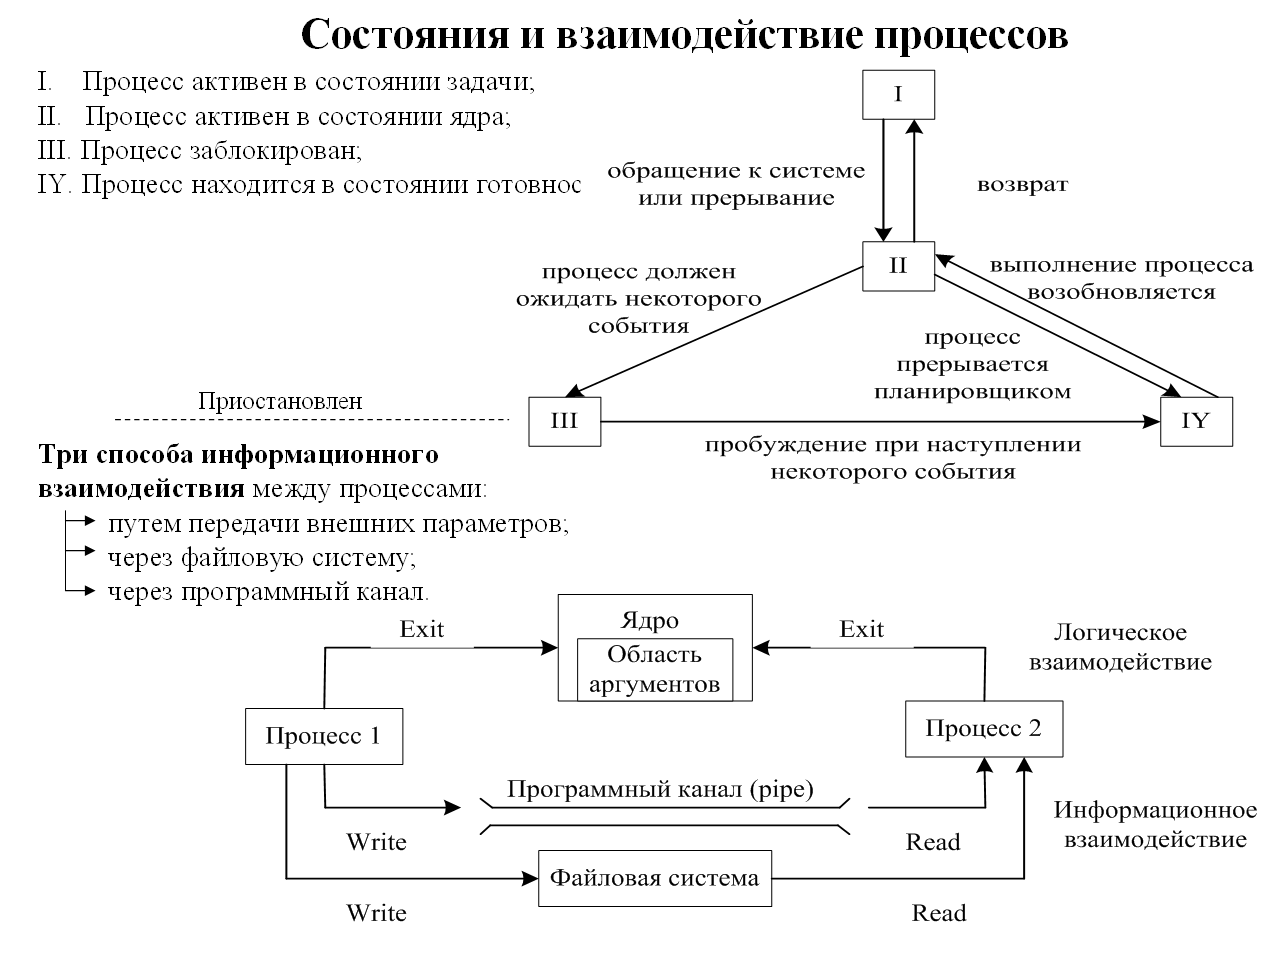 Состояния и взаимодействие процессов
I. Процесс активен в состоянии задачи;
II. Процесс активен в состоянии ядра;
III. Процесс заблокирован;
IY. Процесс находится в состоянии готовнос
I
обращение к системе
или прерывание
возврат
II
процесс должен
ожидать некоторого
события
выполнение процесса
возобновляется
процесс
прерывается
планировщиком
Приостановлен
III
IY
пробуждение при наступлении
некоторого события
Три способа информационного
взаимодействия между процессами:
путем передачи внешних параметров;
через файловую систему;
через программный канал.
Exit
Ядро
Область
аргументов
Exit
Логическое
взаимодействие
Процесс 1
Процесс 2
Программный канал (pipe)
Write
Read
Информационное
взаимодействие
Файловая система
Write
Read